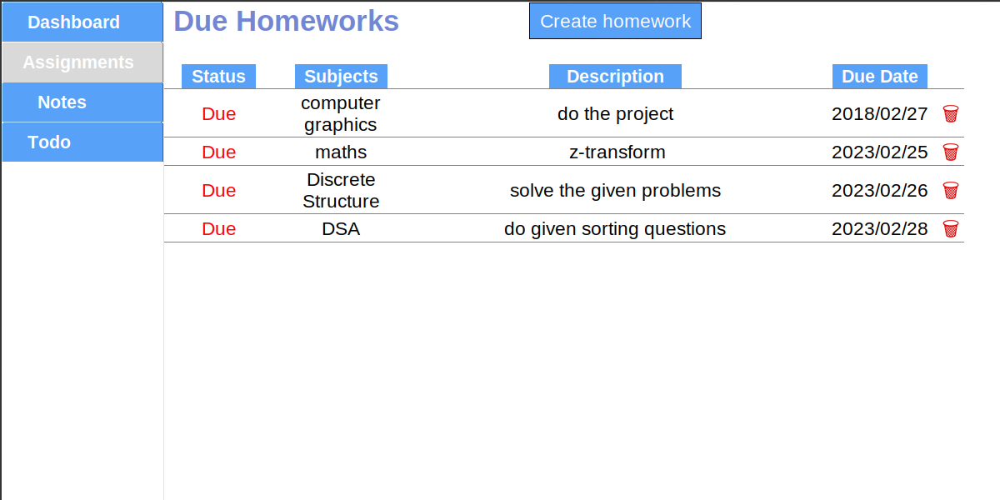 Dashboard
Assignments
Notes
Todo
Due Homeworks
Create homework
Status Subjects Description Due Date
Due computer graphics do the project 2018/02/27
Due maths z-transform 2023/02/25
Due Discrete Structure solve the given problems 2023/02/26
Due DSA do given sorting questions 2023/02/28